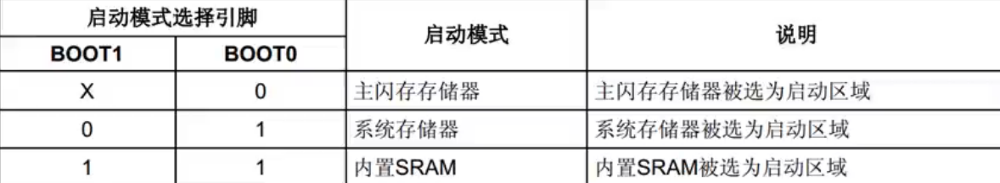 启动模式选择引脚 启动模式 说明
BOOT1 BOOT0
X 0 主闪存存储器 主闪存存储器被选为启动区域
0 1 系统存储器 系统存储器被选为启动区域
1 1 内置SRAM 内置SRAM被选为启动区域